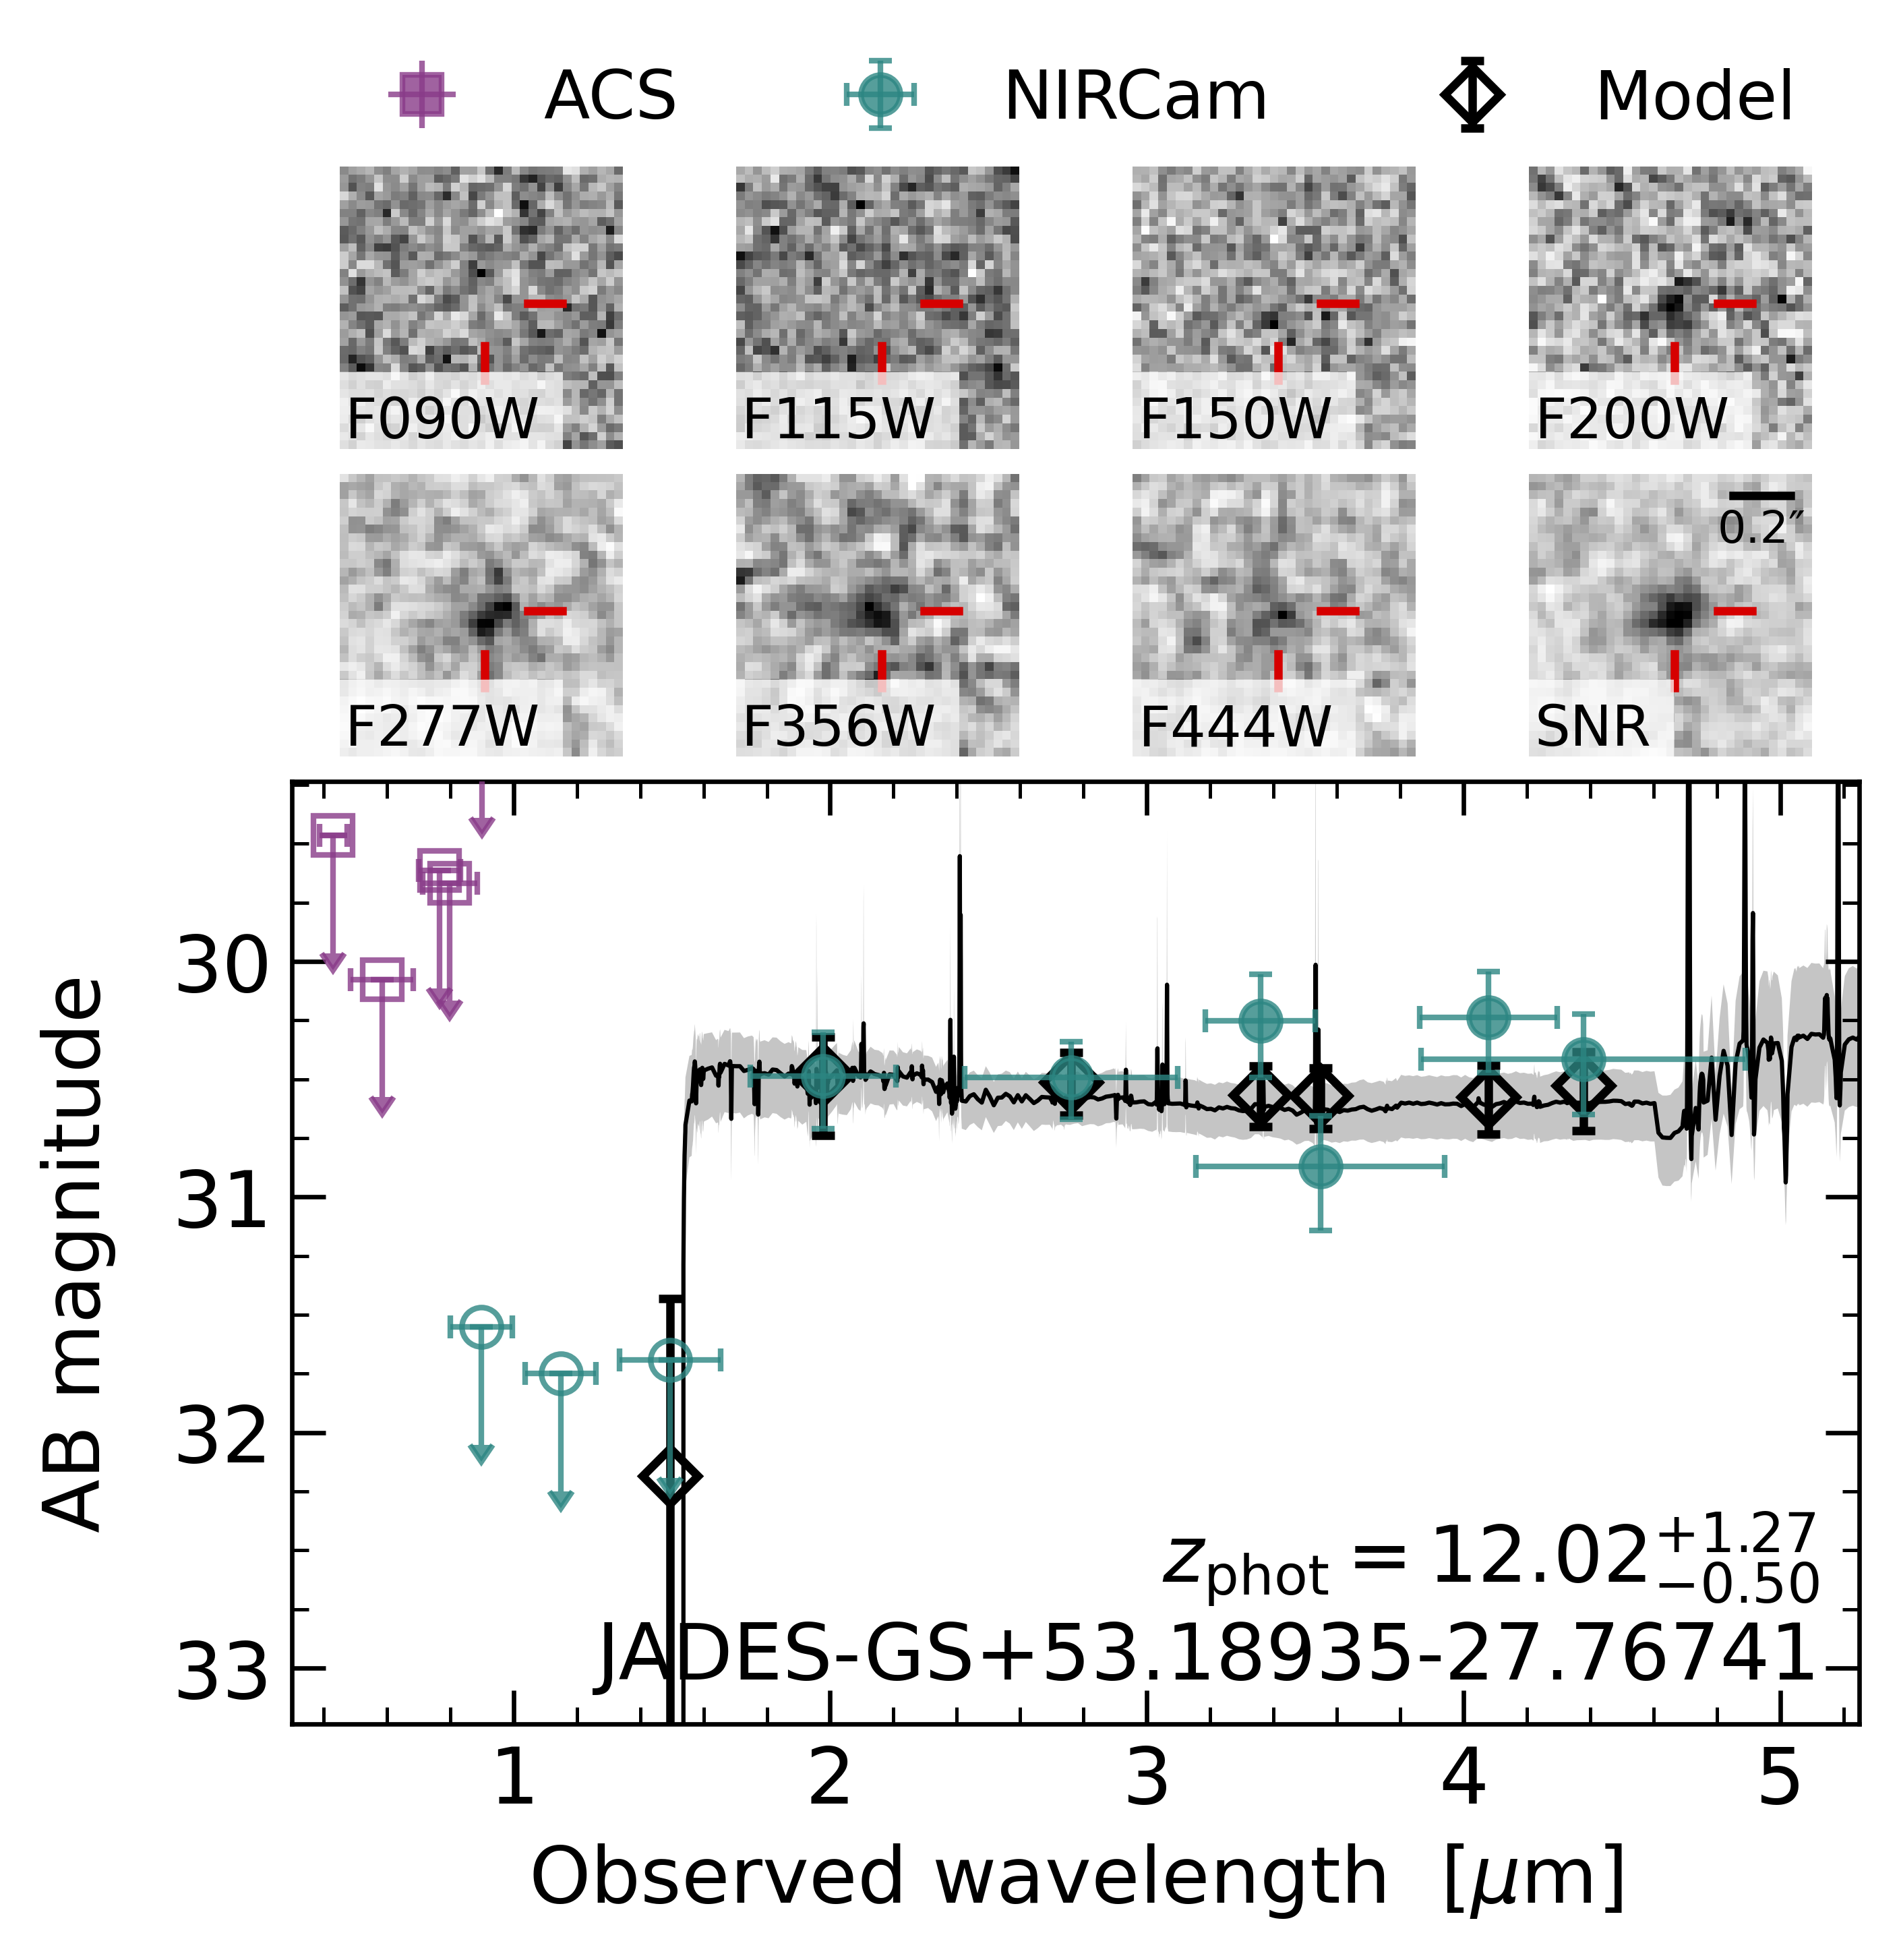 ACS NIRCam Model
F090W F115W F150W F200W
0.2″
F277W F356W F444W SNR
AB magnitude
30
31
32
33
z_phot = 12.02^{+1.27}_{−0.50}
JADES-GS+53.18935-27.76741
1 2 3 4 5
Observed wavelength [μm]